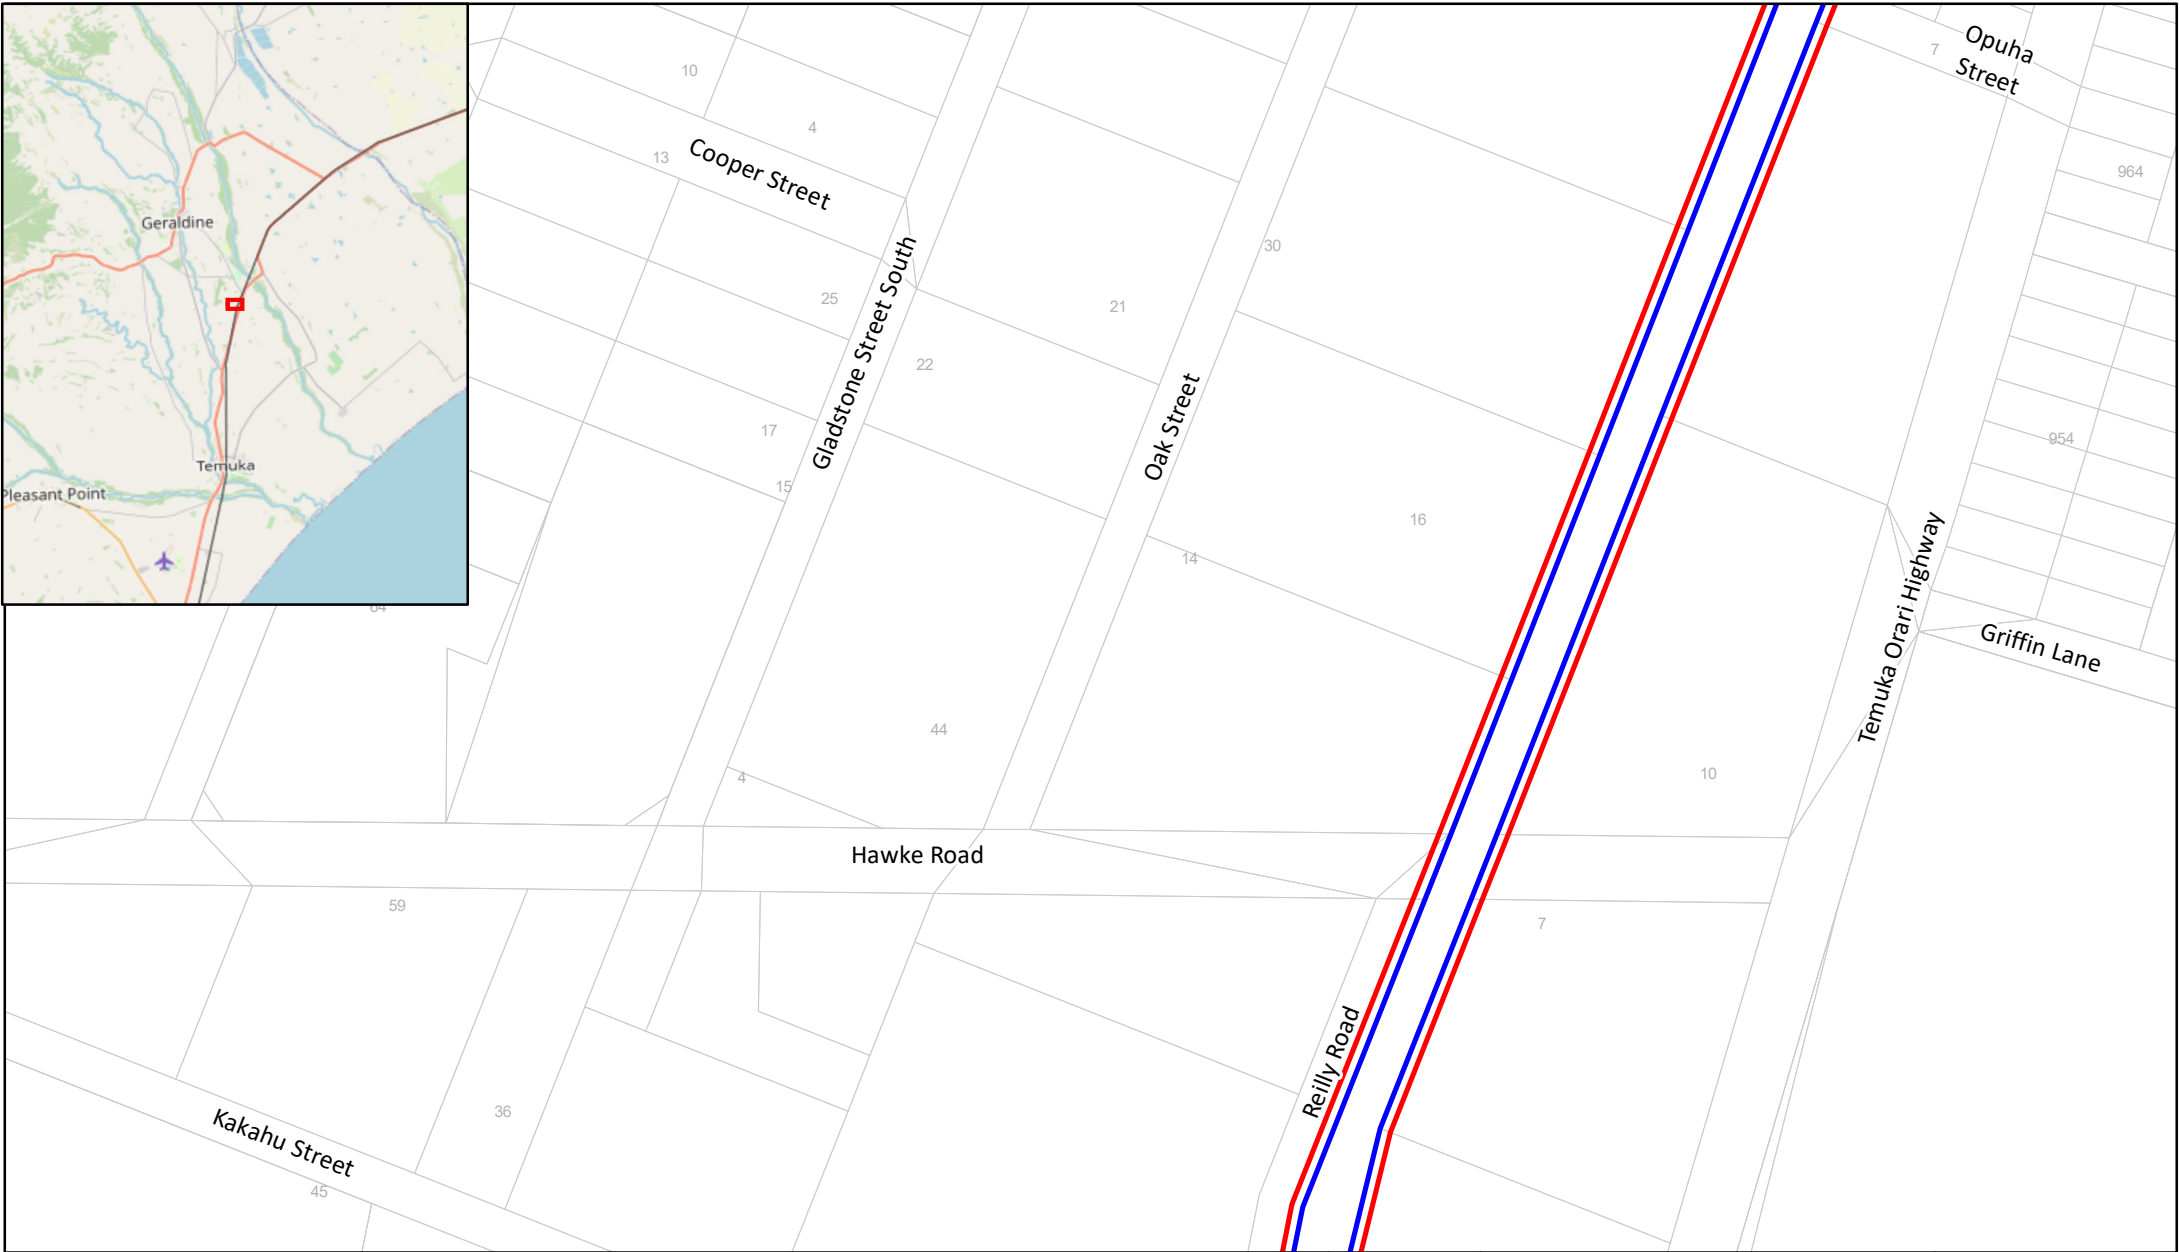 Geraldine
Temuka
Pleasant Point
Opuha
Street
7
10
4
Cooper Street
13
964
30
25
21
Gladstone Street South
22
Oak Street
17
954
15
16
14
Temuka Orari Highway
64
Griffin Lane
44
4
10
Hawke Road
59
7
Reilly Road
36
Kakahu Street
45